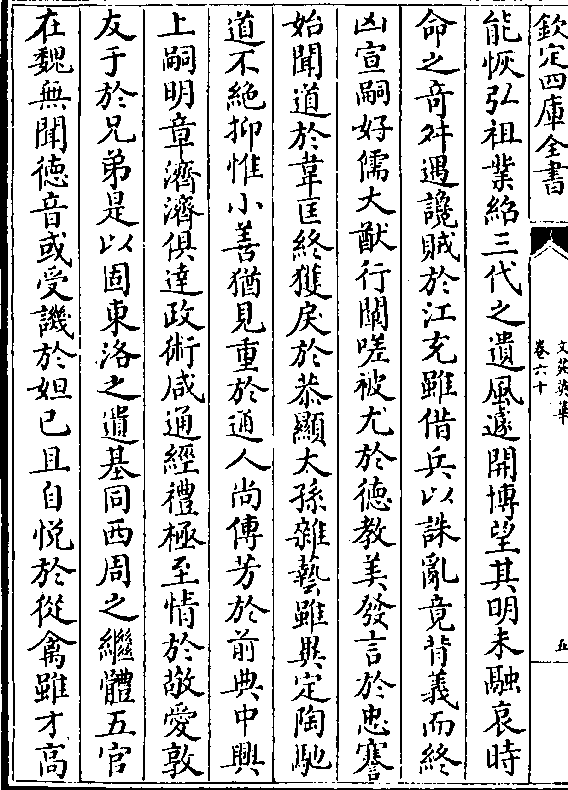 欽定四庫全書
文苑英華
卷六十
五
能恢弘祖業紹三代之遺風遽開博望其明未融哀時
命之奇舛遇讒賊於江充雖借兵以誅亂竟背義而終
凶宣嗣好儒大猷行闡嗟被尤於德教美發言於忠謇
始聞道於韋匡終獲戾於恭顯太孫雜藝雖異定陶馳
道不絕抑惟小善猶見重於通人尚傳芳於前典中興
上嗣明章濟濟俱達政術咸通經禮極至情於敬愛敦
友于於兄弟是以固東洛之遺基同西周之繼體五官
在魏無聞徳音或受譏於妲已且自悅於從禽雖才高